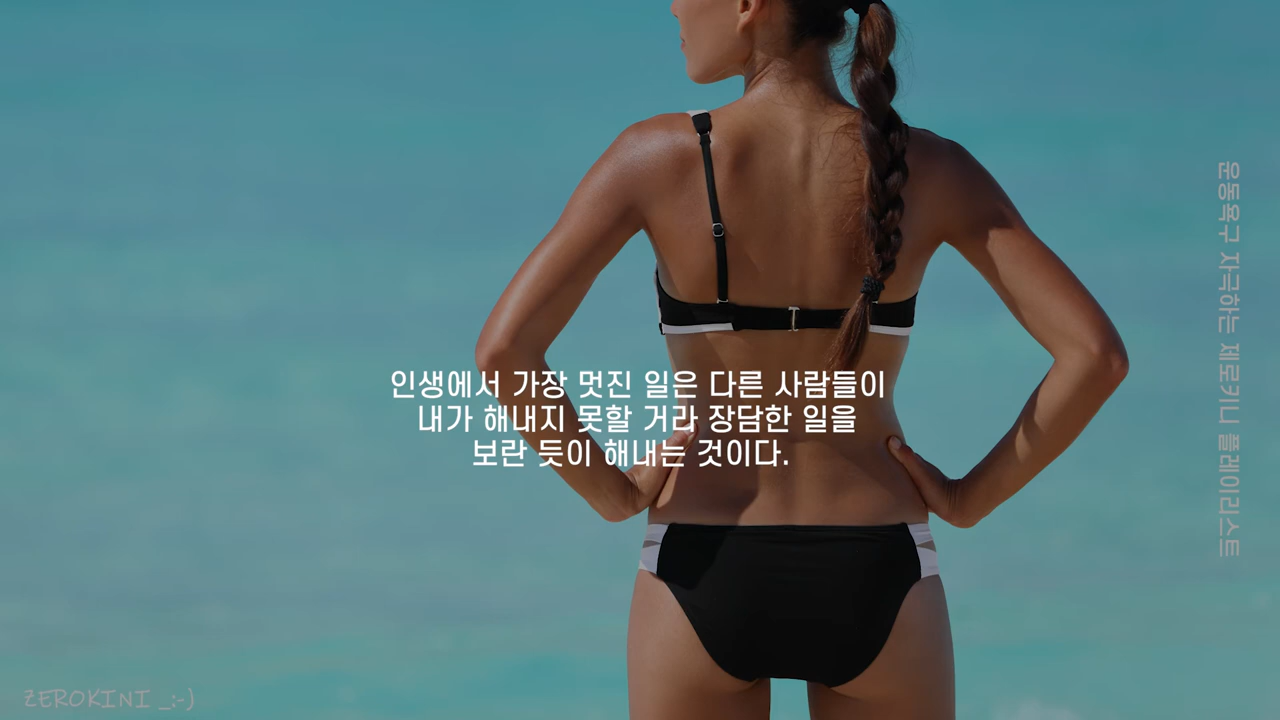 인생에서 가장 멋진 일은 다른 사람들이
내가 해내지 못할 거라 장담한 일을
보란 듯이 해내는 것이다.
운동욕구 자극하는 제로키니 플레이리스트
ZEROKINI _:-)